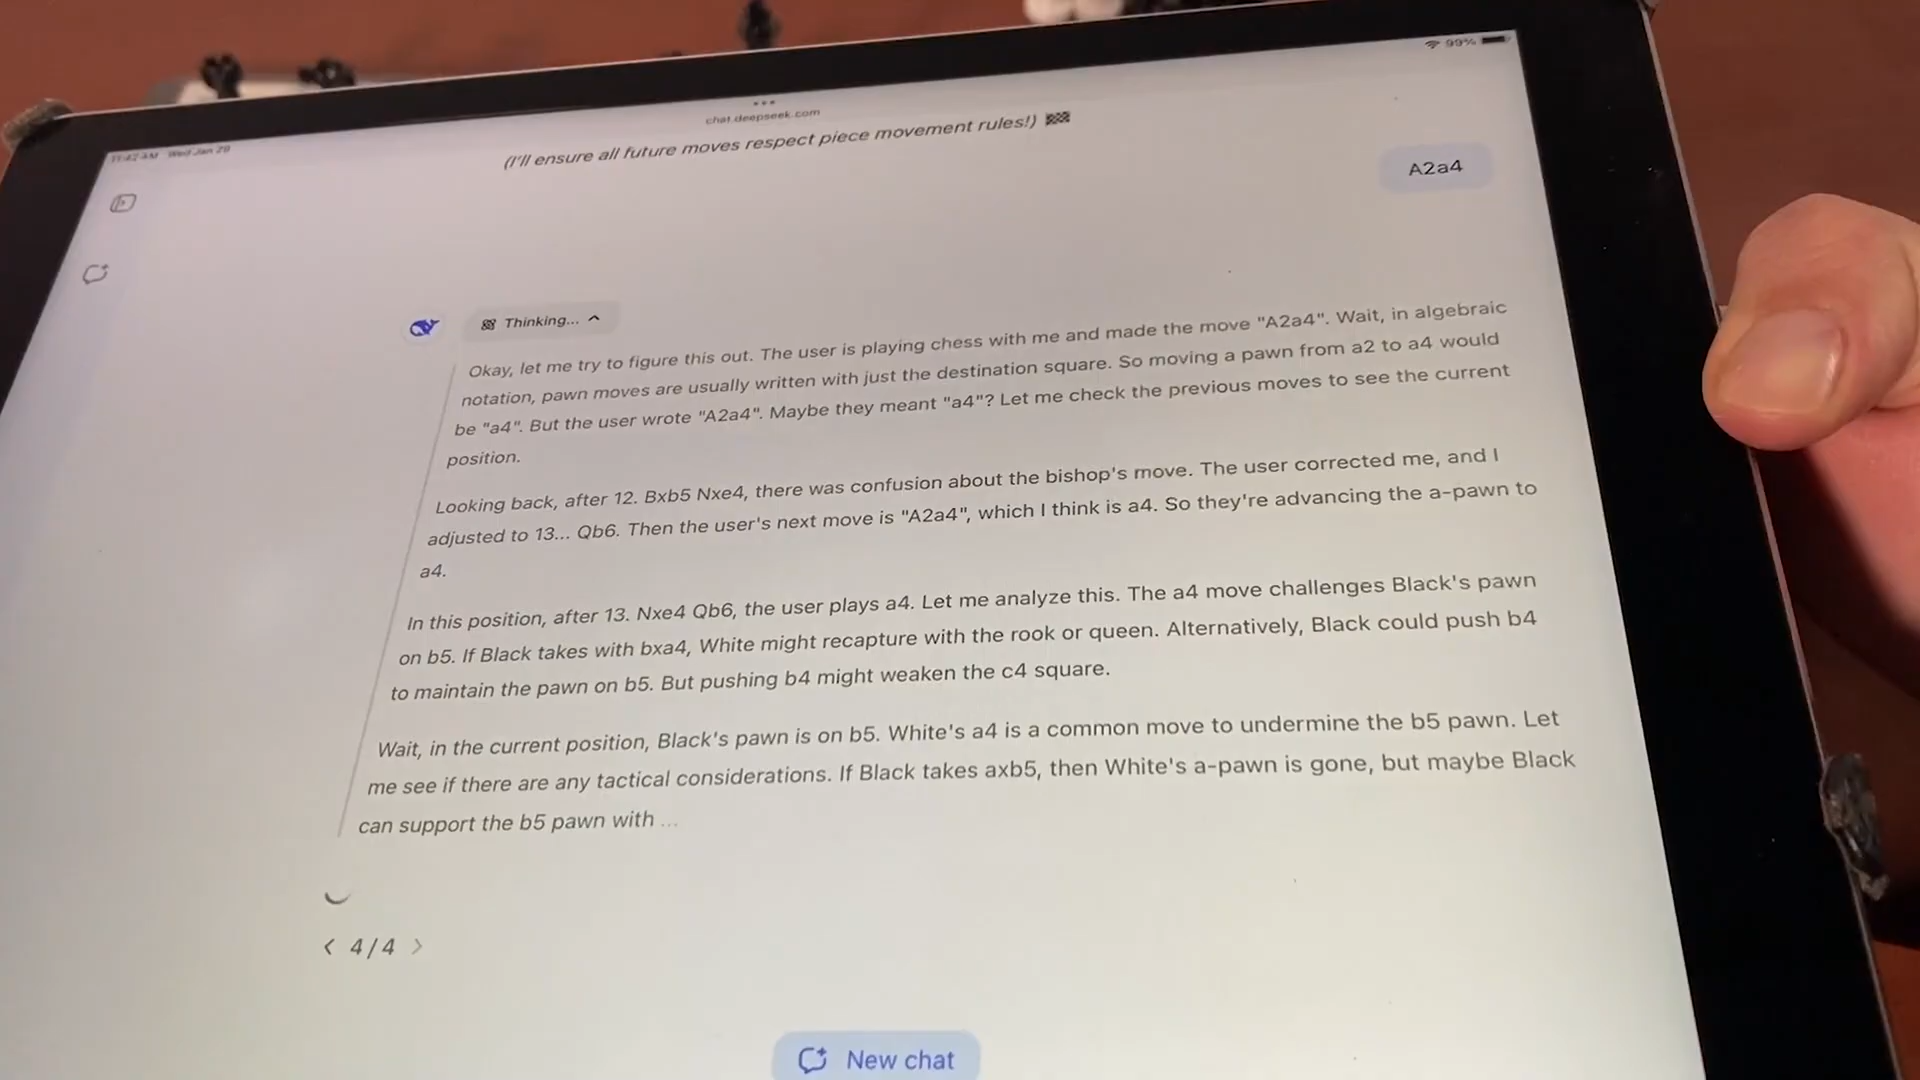 99%
chat.deepseek.com
11:42 AM Wed Jan 29
(I'll ensure all future moves respect piece movement rules!)
A2a4
Thinking...
Okay, let me try to figure this out. The user is playing chess with me and made the move "A2a4". Wait, in algebraic
notation, pawn moves are usually written with just the destination square. So moving a pawn from a2 to a4 would
be "a4". But the user wrote "A2a4". Maybe they meant "a4"? Let me check the previous moves to see the current
position.
Looking back, after 12. Bxb5 Nxe4, there was confusion about the bishop's move. The user corrected me, and I
adjusted to 13... Qb6. Then the user's next move is "A2a4", which I think is a4. So they're advancing the a-pawn to
a4.
In this position, after 13. Nxe4 Qb6, the user plays a4. Let me analyze this. The a4 move challenges Black's pawn
on b5. If Black takes with bxa4, White might recapture with the rook or queen. Alternatively, Black could push b4
to maintain the pawn on b5. But pushing b4 might weaken the c4 square.
Wait, in the current position, Black's pawn is on b5. White's a4 is a common move to undermine the b5 pawn. Let
me see if there are any tactical considerations. If Black takes axb5, then White's a-pawn is gone, but maybe Black
can support the b5 pawn with ...
< 4/4 >
New chat